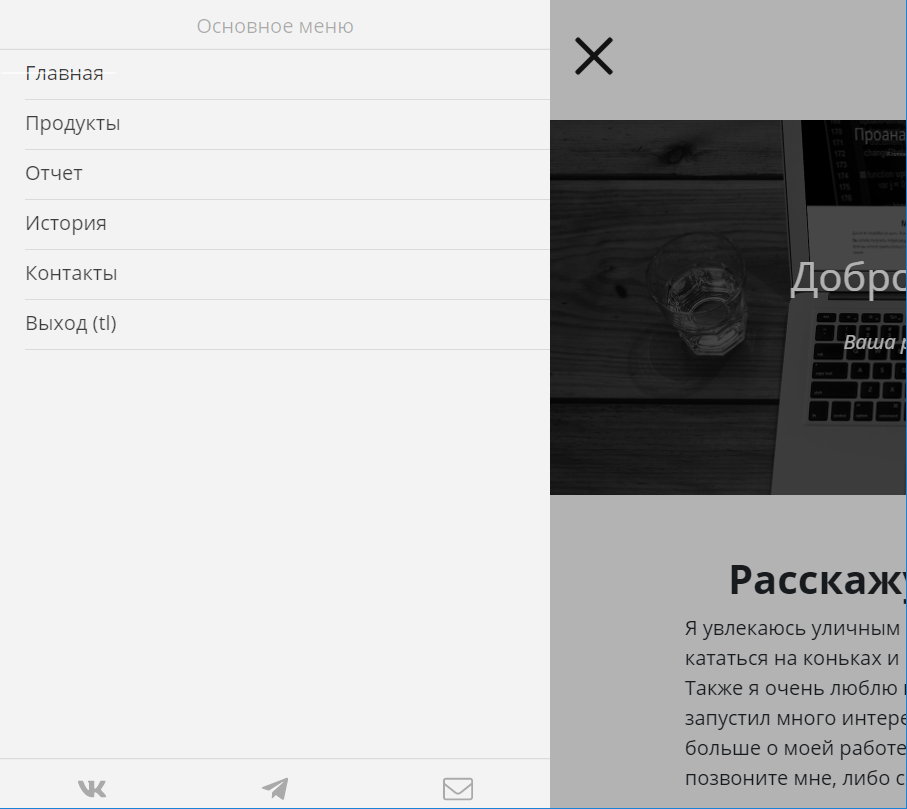 Основное меню
Главная
Продукты
Отчет
История
Контакты
Выход (tl)
Проана
Добро
Ваша р
Расскажу
Я увлекаюсь уличным
кататься на коньках и
Также я очень люблю
запустил много интере
больше о моей работе
позвоните мне, либо с